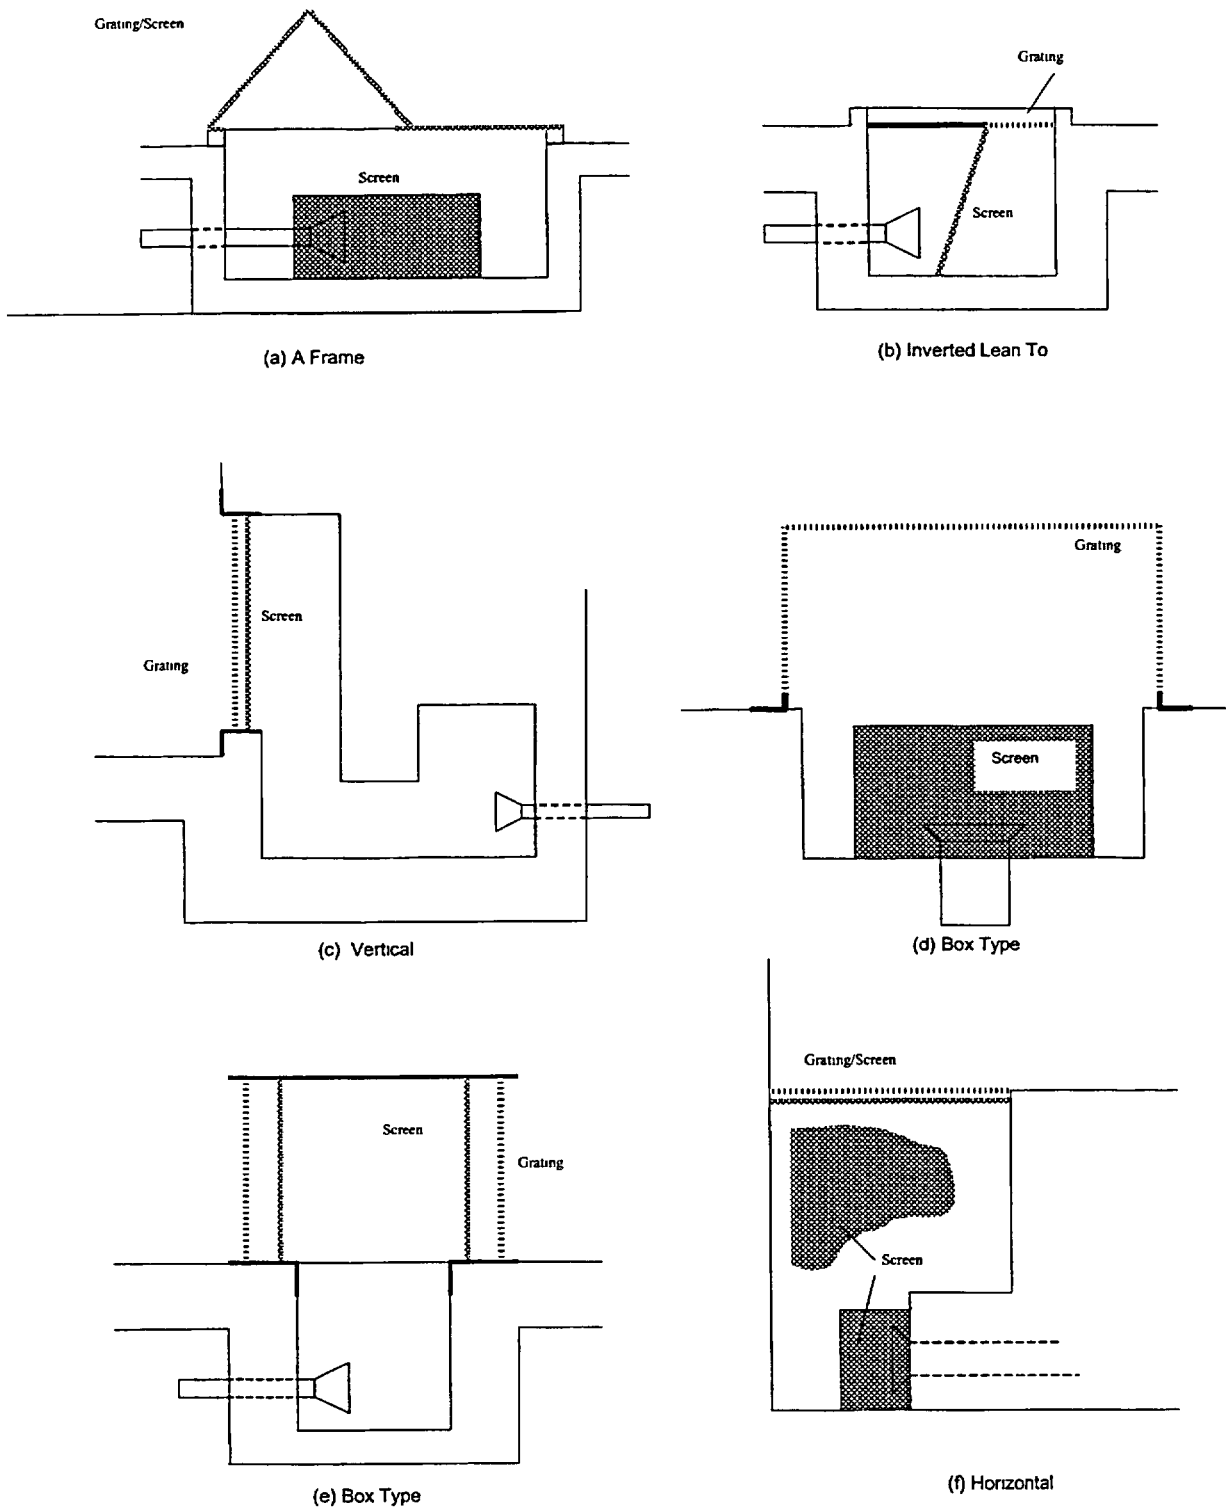 Grating/Screen
Screen
(a) A Frame
Grating
Screen
(b) Inverted Lean To
Screen
Grating
(c) Vertical
Grating
Screen
(d) Box Type
Screen
Grating
(e) Box Type
Grating/Screen
Screen
(f) Horizontal